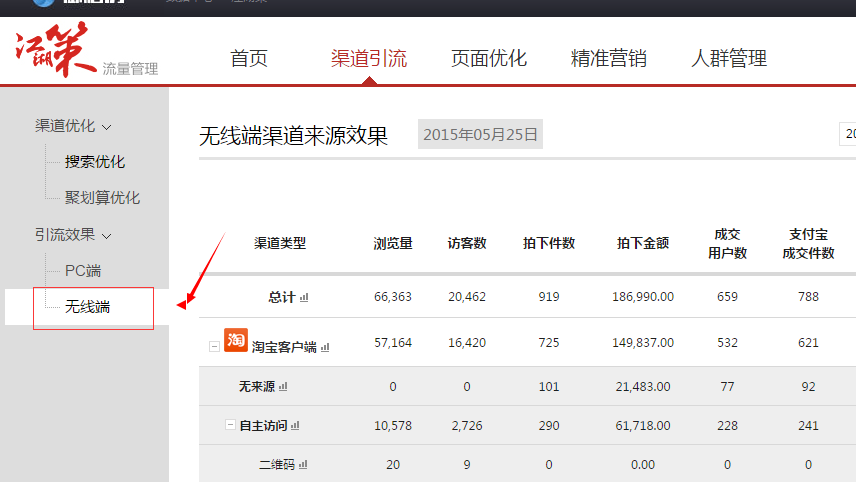 江湖策 流量管理
首页 渠道引流 页面优化 精准营销 人群管理
渠道优化
搜索优化
聚划算优化
引流效果
PC端
无线端
无线端渠道来源效果 2015年05月25日 20
渠道类型 浏览量 访客数 拍下件数 拍下金额 成交用户数 支付宝成交件数
总计 66,363 20,462 919 186,990.00 659 788
淘 淘宝客户端 57,164 16,420 725 149,837.00 532 621
无来源 0 0 101 21,483.00 77 92
自主访问 10,578 2,726 290 61,718.00 228 241
二维码 20 9 0 0.00 0 0